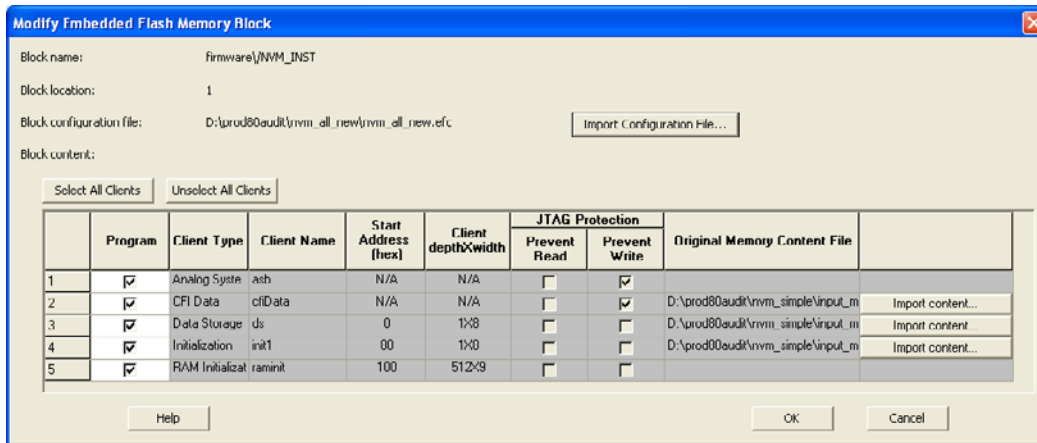 Modify Embedded Flash Memory Block
Block name: firmware\/NVM_INST
Block location: 1
Block configuration file: D:\prod80audit\nvm_all_new\nvm_all_new.efc Import Configuration File...
Block content:
Select All Clients Unselect All Clients
Program Client Type Client Name Start Address (hex) Client depthXwidth JTAG Protection Prevent Read Prevent Write Original Memory Content File
1 Analog Syste asb N/A N/A
2 CFI Data cfiData N/A N/A D:\prod80audit\nvm_simple\input_m Import content...
3 Data Storage ds 0 1X8 D:\prod80audit\nvm_simple\input_m Import content...
4 Initialization init1 00 1X0 D:\prod00audit\nvm_simple\input_m Import content...
5 RAM Initializat raminit 100 512X9
Help OK Cancel